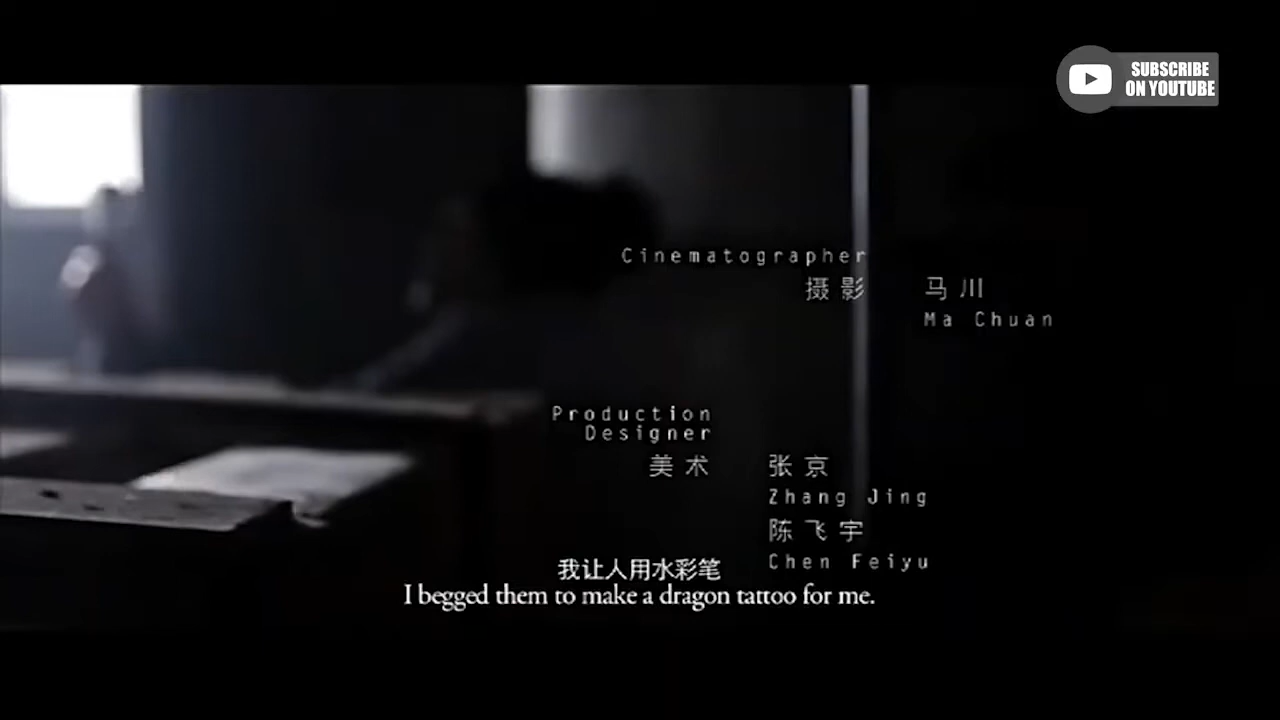 SUBSCRIBE
ON YOUTUBE
Cinematographer
摄影 马川
Ma Chuan
Production
Designer
美术 张京
Zhang Jing
陈飞宇
Chen Feiyu
我让人用水彩笔
I begged them to make a dragon tattoo for me.